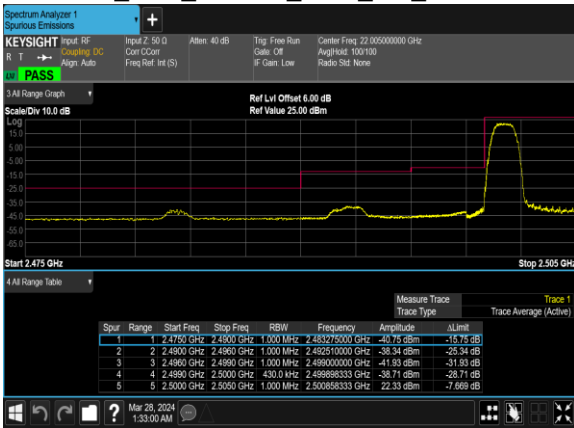 Spectrum Analyzer 1
Spurious Emissions
KEYSIGHT Input: RF Input Z: 50 Ω Atten: 40 dB Trig: Free Run Center Freq: 22.005000000 GHz
R T Coupling: DC Corr CCorr Gate: Off Avg|Hold: 100/100
Align: Auto Freq Ref: Int (S) IF Gain: Low Radio Std: None
PASS
3 All Range Graph
Ref Lvl Offset 6.00 dB
Scale/Div 10.0 dB Ref Value 25.00 dBm
Log
15.0
5.00
-5.00
-15.0
-25.0
-35.0
-45.0
-55.0
-65.0
Start 2.475 GHz Stop 2.505 GHz
4 All Range Table
Measure Trace Trace 1
Trace Type Trace Average (Active)
Spur Range Start Freq Stop Freq RBW Frequency Amplitude ΔLimit
1 1 2.4750 GHz 2.4900 GHz 1.000 MHz 2.483275000 GHz -40.75 dBm -15.75 dB
2 2 2.4900 GHz 2.4960 GHz 1.000 MHz 2.492510000 GHz -38.34 dBm -25.34 dB
3 3 2.4960 GHz 2.4990 GHz 1.000 MHz 2.499000000 GHz -41.93 dBm -31.93 dB
4 4 2.4990 GHz 2.5000 GHz 430.0 kHz 2.499898333 GHz -38.71 dBm -28.71 dB
5 5 2.5000 GHz 2.5050 GHz 1.000 MHz 2.500858333 GHz 22.33 dBm -7.669 dB
Mar 28, 2024
1:33:00 AM